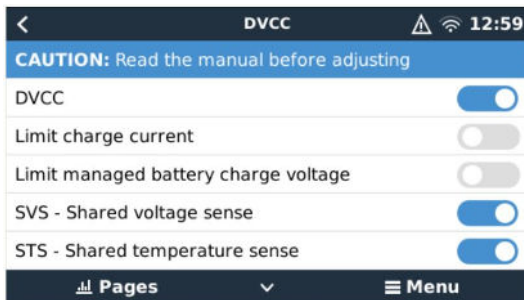 DVCC 12:59
CAUTION: Read the manual before adjusting
DVCC
Limit charge current
Limit managed battery charge voltage
SVS - Shared voltage sense
STS - Shared temperature sense
Pages Menu